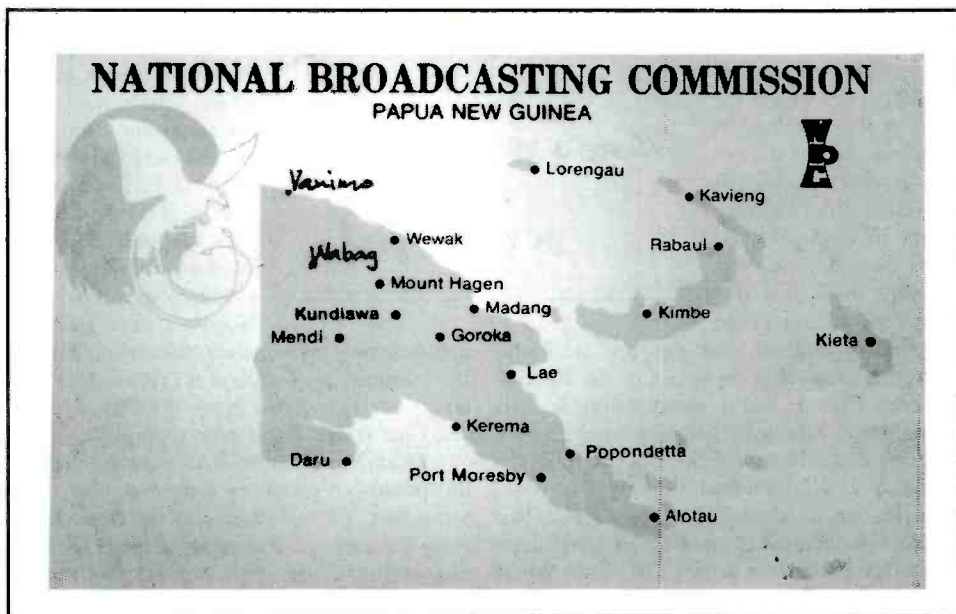 NATIONAL BROADCASTING COMMISSION
PAPUA NEW GUINEA
NBC
Lorengau
Vanimo
Kavieng
Wewak
Rabaul
Wabag
Mount Hagen
Madang
Kundiawa
Kimbe
Mendi
Goroka
Kieta
Lae
Kerema
Popondetta
Daru
Port Moresby
Alotau